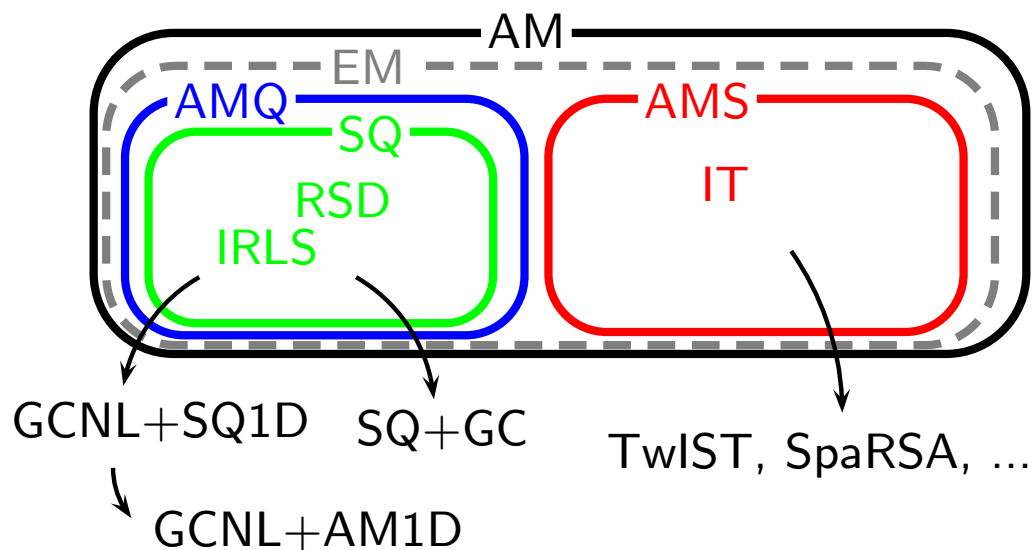 AM
EM
AMQ
AMS
SQ
RSD
IT
IRLS
GCNL+SQ1D
SQ+GC
TwIST, SpaRSA, ...
GCNL+AM1D